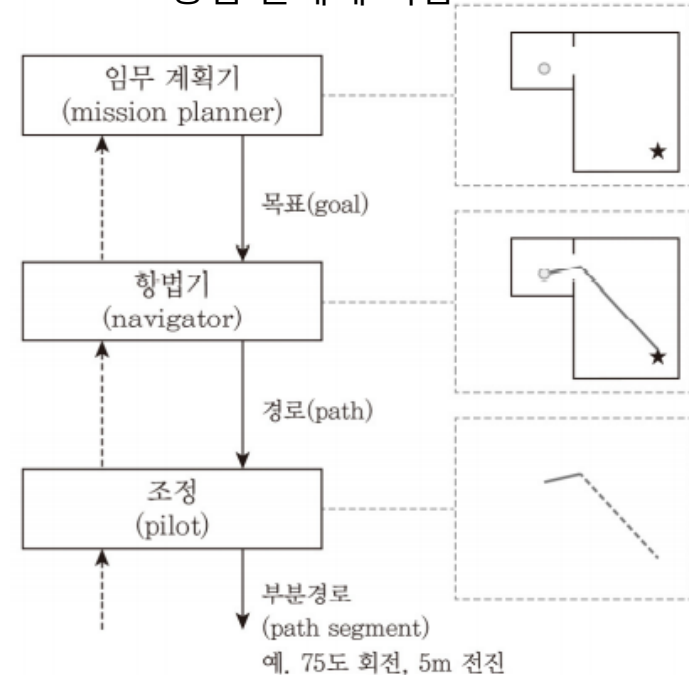 임무 계획기
(mission planner)
목표(goal)
항법기
(navigator)
경로(path)
조정
(pilot)
부분경로
(path segment)
예. 75도 회전, 5m 전진